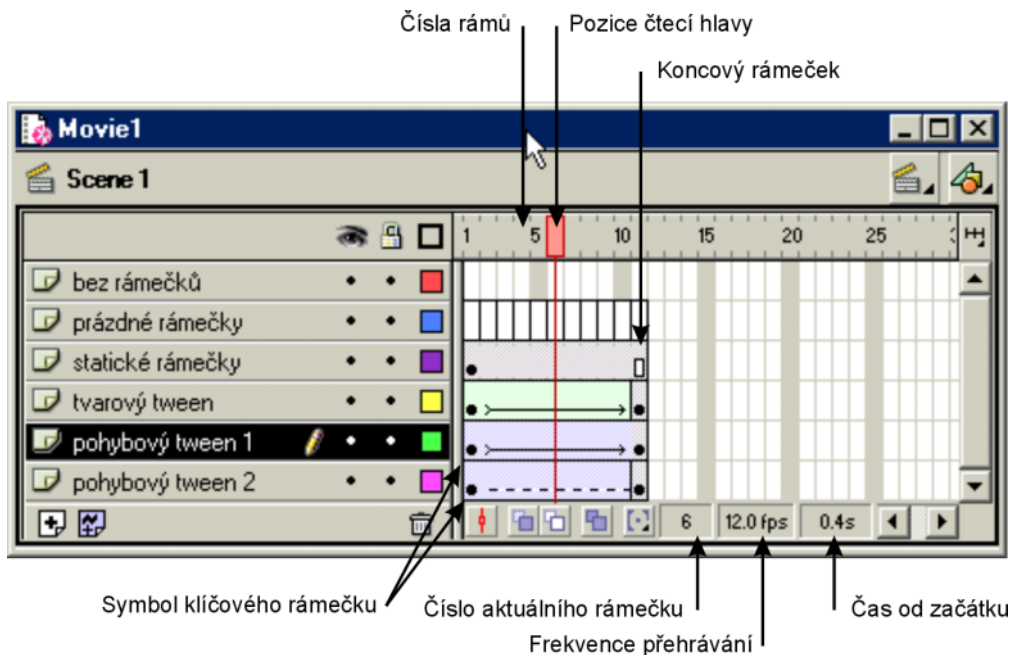 Čísla rámů
Pozice čtecí hlavy
Koncový rámeček
Movie1
Scene 1
1 5 10 15 20 25
bez rámečků
prázdné rámečky
statické rámečky
tvarový tween
pohybový tween 1
pohybový tween 2
6 12.0 fps 0.4s
Symbol klíčového rámečku
Číslo aktuálního rámečku
Čas od začátku
Frekvence přehrávání